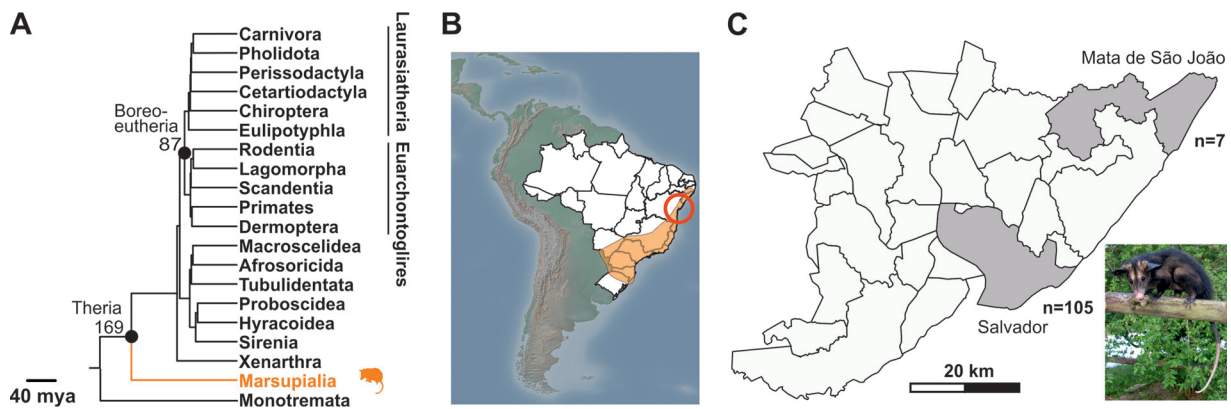 A
Carnivora
Pholidota
Perissodactyla
Cetartiodactyla
Chiroptera
Eulipotyphla
Rodentia
Lagomorpha
Scandentia
Primates
Dermoptera
Macroscelidea
Afrosoricida
Tubulidentata
Proboscidea
Hyracoidea
Sirenia
Xenarthra
Marsupialia
Monotremata
Laurasiatheria
Euarchontoglires
Boreo-
eutheria
87
Theria
169
40 mya
B
C
Mata de São João
n=7
n=105
Salvador
20 km